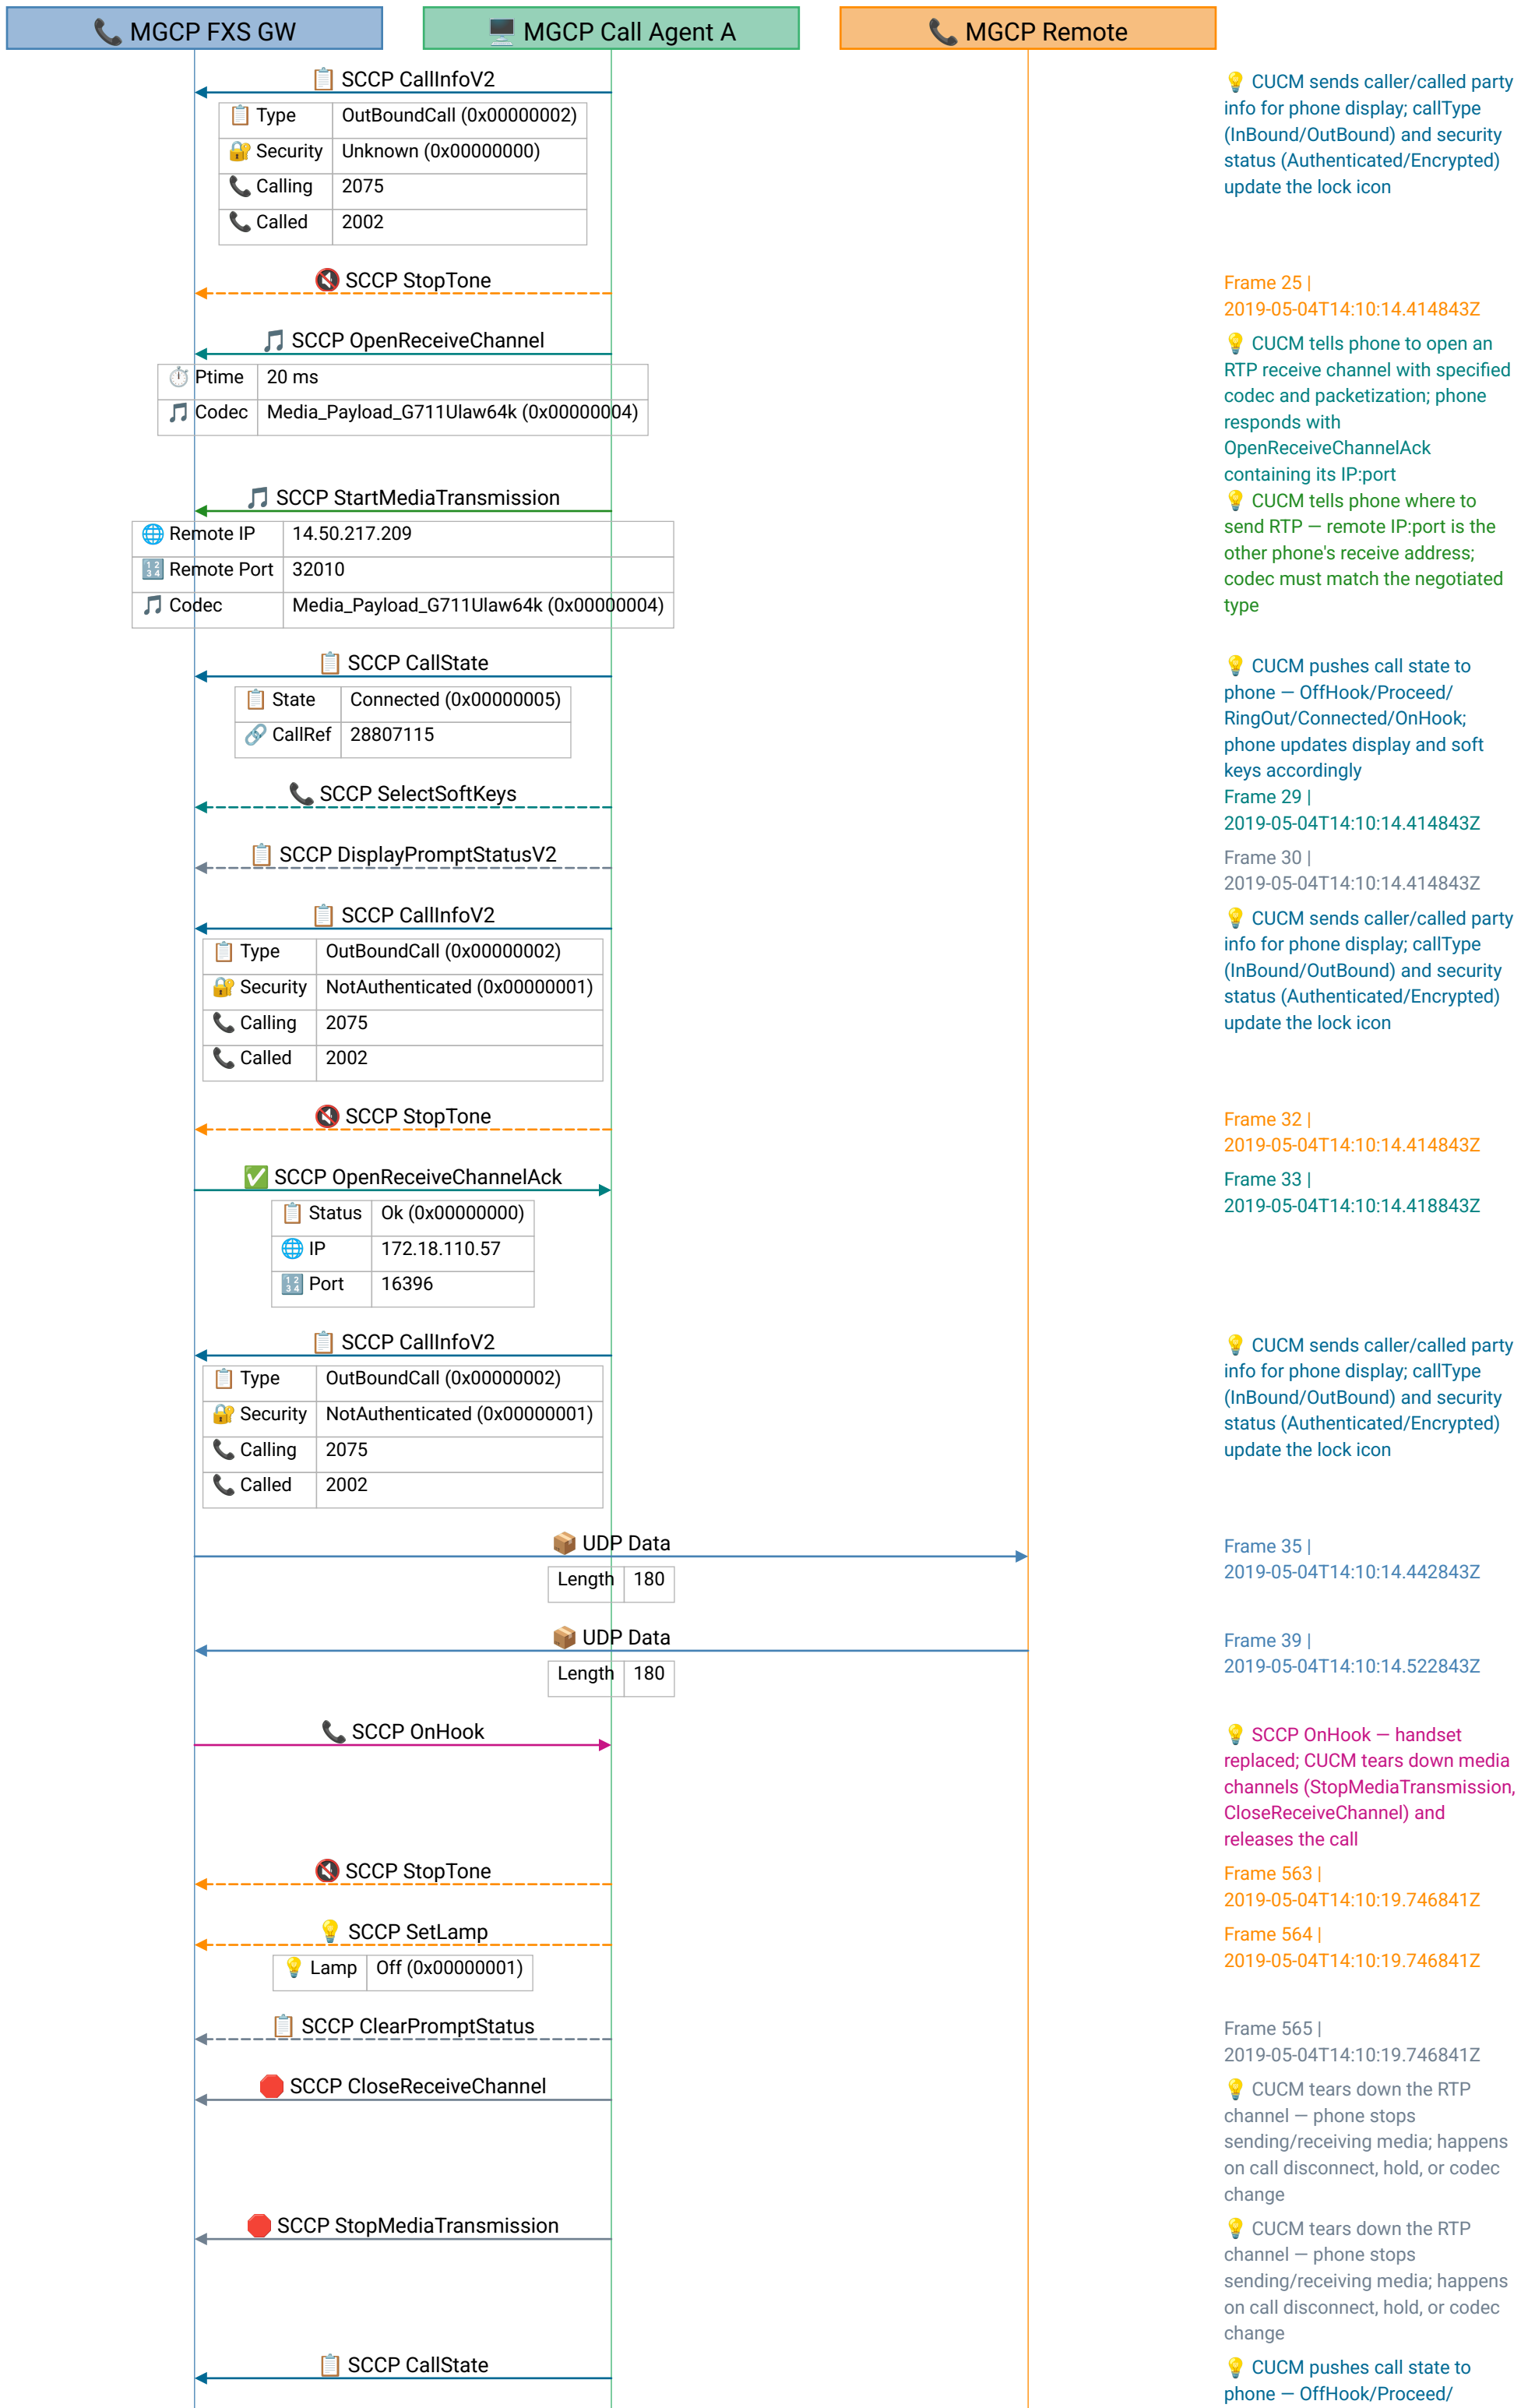 📞 MGCP FXS GW
🖥️ MGCP Call Agent A
📞 MGCP Remote
📋 SCCP CallInfoV2
💡 CUCM sends caller/called party
info for phone display; callType
(InBound/OutBound) and security
status (Authenticated/Encrypted)
update the lock icon
📋 Type OutBoundCall (0x00000002)
🔐 Security Unknown (0x00000000)
📞 Calling 2075
📞 Called 2002
🔇 SCCP StopTone
Frame 25 |
2019-05-04T14:10:14.414843Z
🎵 SCCP OpenReceiveChannel
💡 CUCM tells phone to open an
RTP receive channel with specified
codec and packetization; phone
responds with
OpenReceiveChannelAck
containing its IP:port
⏱️ Ptime 20 ms
🎵 Codec Media_Payload_G711Ulaw64k (0x00000004)
🎵 SCCP StartMediaTransmission
💡 CUCM tells phone where to
send RTP — remote IP:port is the
other phone's receive address;
codec must match the negotiated
type
🌐 Remote IP 14.50.217.209
🔢 Remote Port 32010
🎵 Codec Media_Payload_G711Ulaw64k (0x00000004)
📋 SCCP CallState
💡 CUCM pushes call state to
phone — OffHook/Proceed/
RingOut/Connected/OnHook;
phone updates display and soft
keys accordingly
📋 State Connected (0x00000005)
🔗 CallRef 28807115
📞 SCCP SelectSoftKeys
Frame 29 |
2019-05-04T14:10:14.414843Z
📋 SCCP DisplayPromptStatusV2
Frame 30 |
2019-05-04T14:10:14.414843Z
📋 SCCP CallInfoV2
💡 CUCM sends caller/called party
info for phone display; callType
(InBound/OutBound) and security
status (Authenticated/Encrypted)
update the lock icon
📋 Type OutBoundCall (0x00000002)
🔐 Security NotAuthenticated (0x00000001)
📞 Calling 2075
📞 Called 2002
🔇 SCCP StopTone
Frame 32 |
2019-05-04T14:10:14.414843Z
✅ SCCP OpenReceiveChannelAck
Frame 33 |
2019-05-04T14:10:14.418843Z
📋 Status Ok (0x00000000)
🌐 IP 172.18.110.57
🔢 Port 16396
📋 SCCP CallInfoV2
💡 CUCM sends caller/called party
info for phone display; callType
(InBound/OutBound) and security
status (Authenticated/Encrypted)
update the lock icon
📋 Type OutBoundCall (0x00000002)
🔐 Security NotAuthenticated (0x00000001)
📞 Calling 2075
📞 Called 2002
📦 UDP Data
Frame 35 |
2019-05-04T14:10:14.442843Z
Length 180
📦 UDP Data
Frame 39 |
2019-05-04T14:10:14.522843Z
Length 180
📞 SCCP OnHook
💡 SCCP OnHook — handset
replaced; CUCM tears down media
channels (StopMediaTransmission,
CloseReceiveChannel) and
releases the call
🔇 SCCP StopTone
Frame 563 |
2019-05-04T14:10:19.746841Z
💡 SCCP SetLamp
Frame 564 |
2019-05-04T14:10:19.746841Z
💡 Lamp Off (0x00000001)
📋 SCCP ClearPromptStatus
Frame 565 |
2019-05-04T14:10:19.746841Z
🛑 SCCP CloseReceiveChannel
💡 CUCM tears down the RTP
channel — phone stops
sending/receiving media; happens
on call disconnect, hold, or codec
change
🛑 SCCP StopMediaTransmission
💡 CUCM tears down the RTP
channel — phone stops
sending/receiving media; happens
on call disconnect, hold, or codec
change
📋 SCCP CallState
💡 CUCM pushes call state to
phone — OffHook/Proceed/